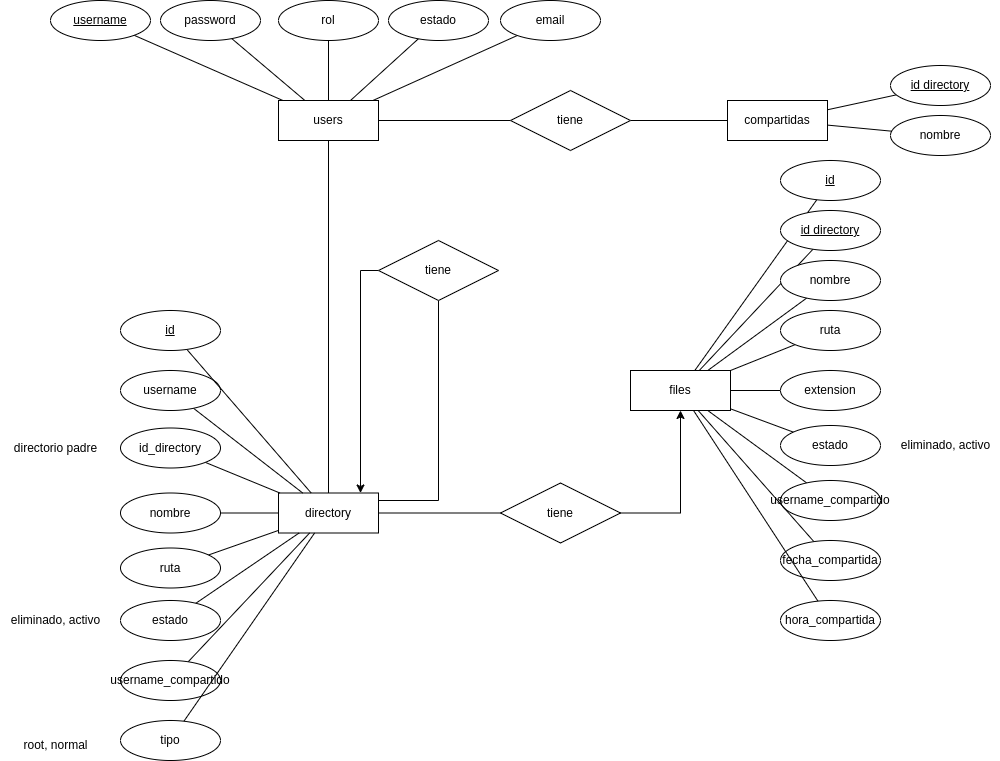 username
password
rol
estado
email
users
tiene
compartidas
id directory
nombre
id
id directory
nombre
ruta
extension
estado
eliminado, activo
username_compartido
fecha_compartida
hora_compartida
files
tiene
id
username
directorio padre
id_directory
nombre
directory
tiene
ruta
eliminado, activo
estado
username_compartido
root, normal
tipo